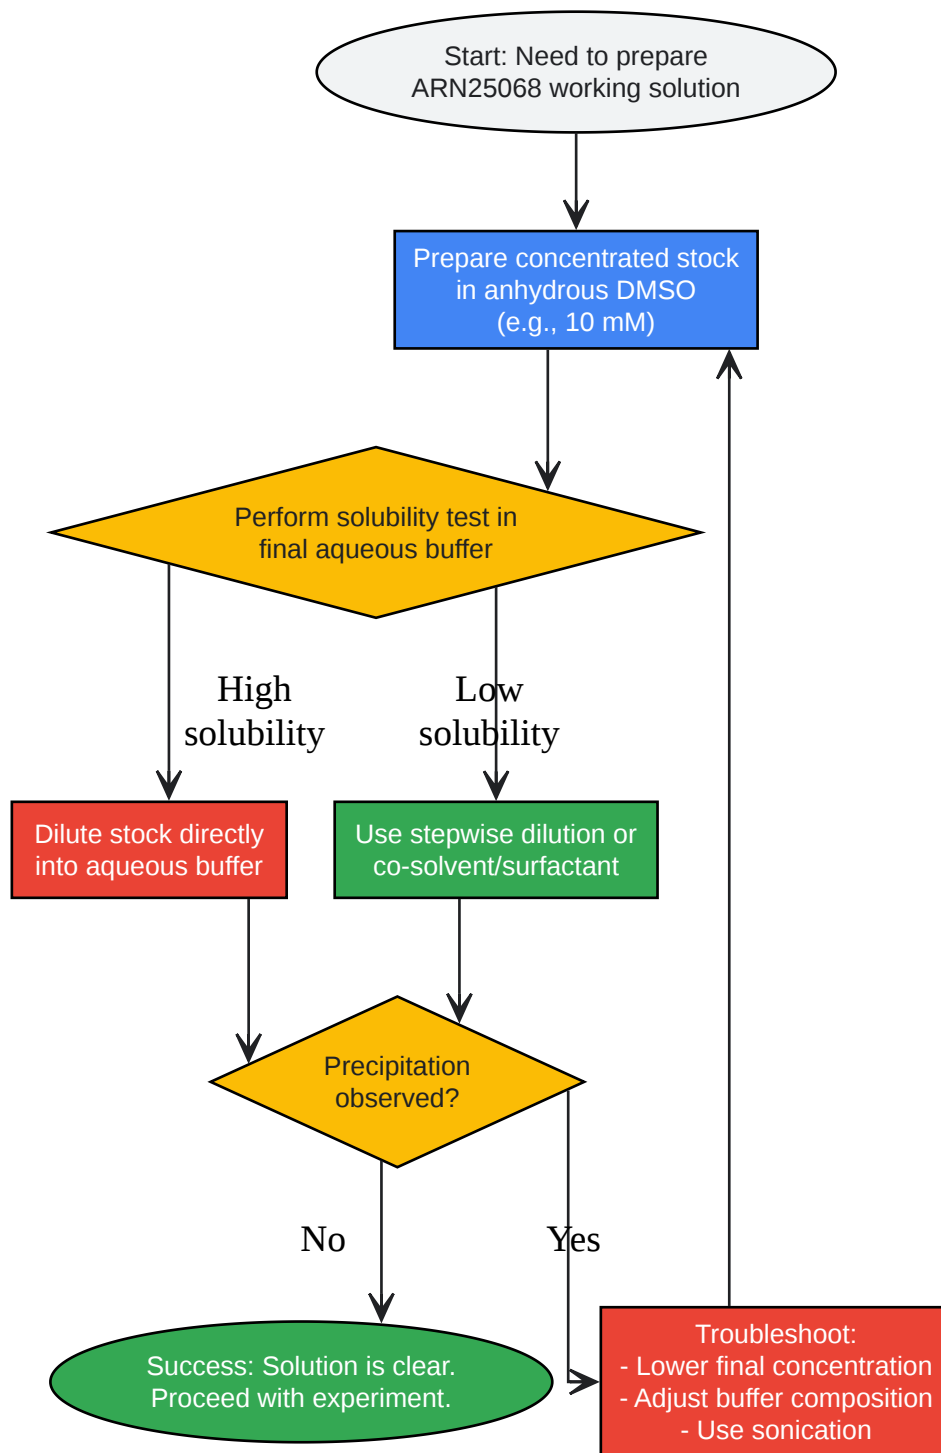 Start: Need to prepare
ARN25068 working solution
Prepare concentrated stock
in anhydrous DMSO
(e.g., 10 mM)
Perform solubility test in
final aqueous buffer
High
solubility
Low
solubility
Dilute stock directly
into aqueous buffer
Use stepwise dilution or
co-solvent/surfactant
Precipitation
observed?
No
Yes
Success: Solution is clear.
Proceed with experiment.
Troubleshoot:
- Lower final concentration
- Adjust buffer composition
- Use sonication